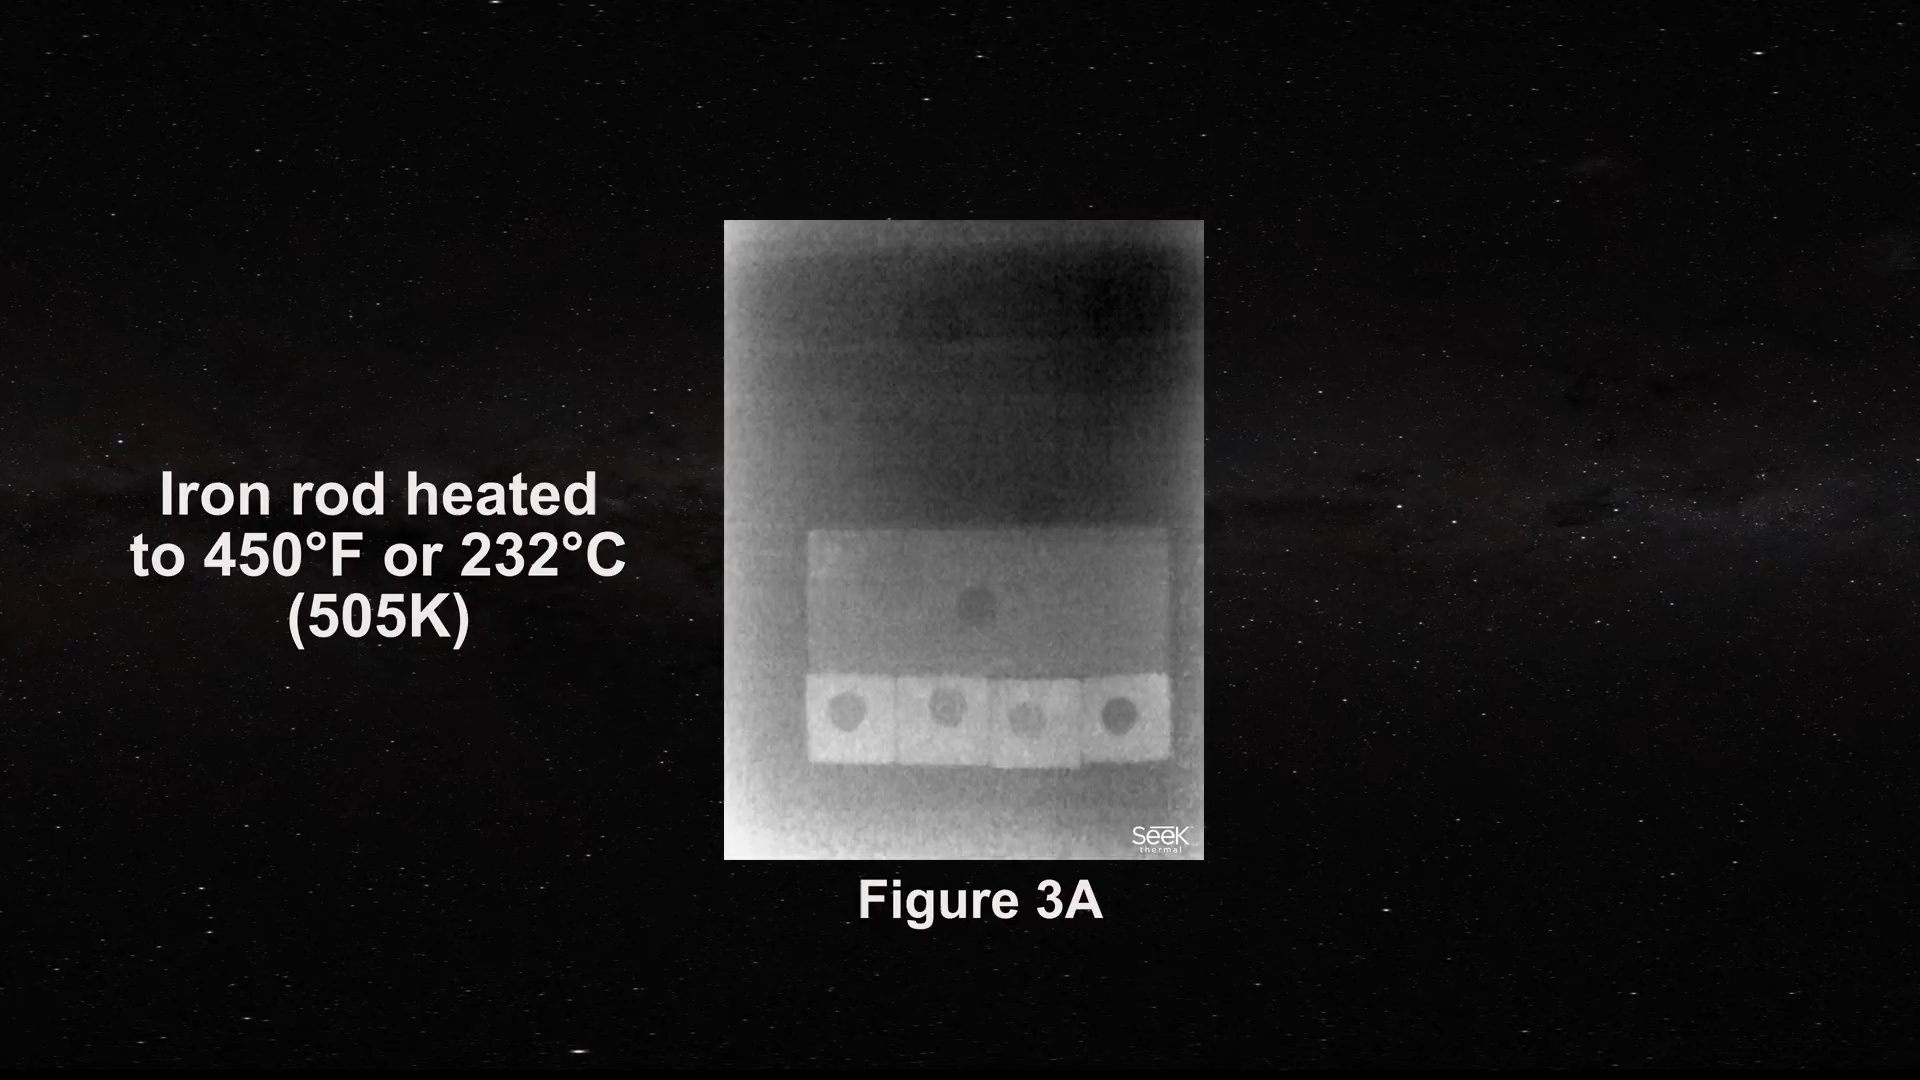 Iron rod heated
to 450°F or 232°C
(505K)
Seek
thermal
Figure 3A